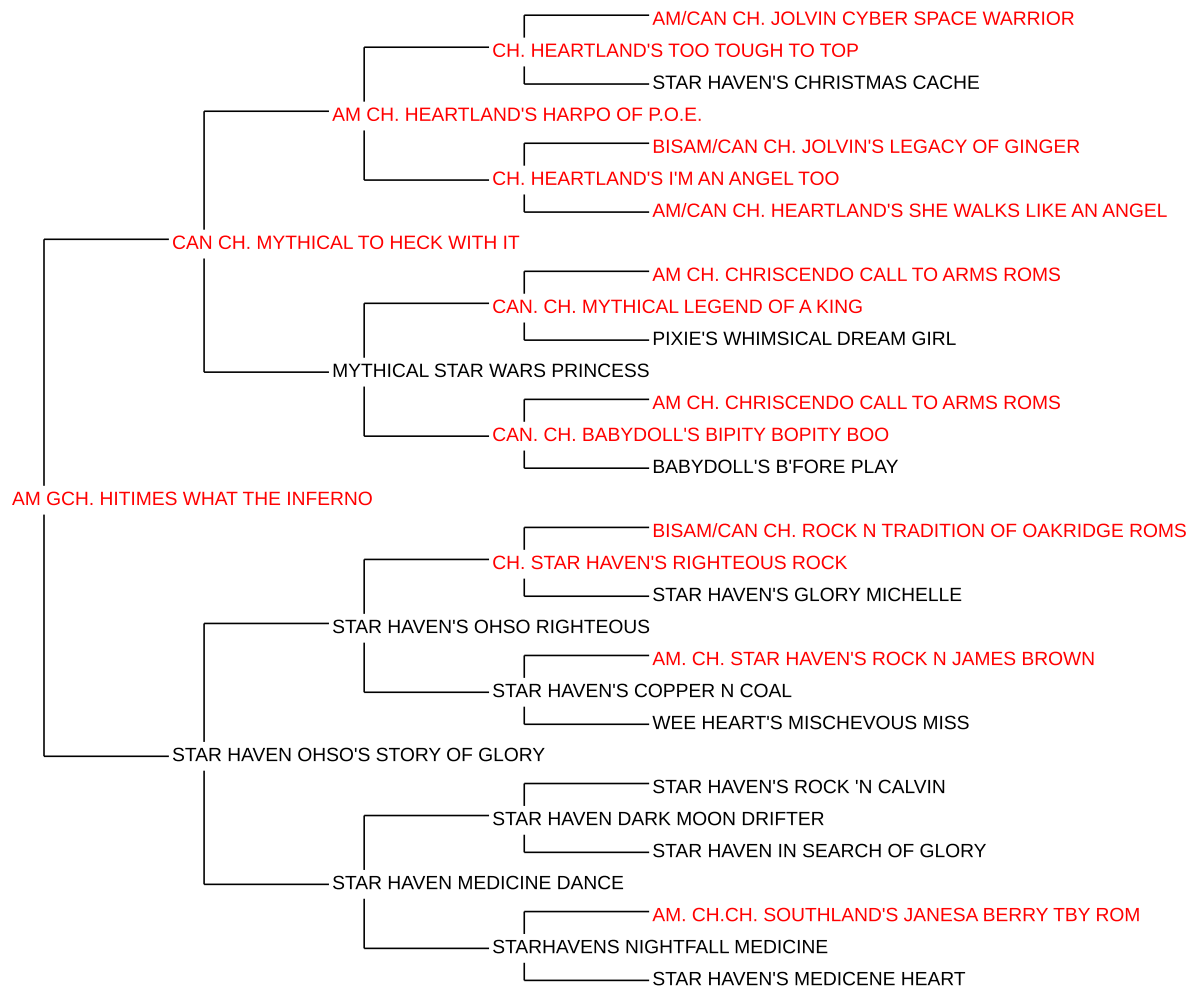 AM/CAN CH. JOLVIN CYBER SPACE WARRIOR
CH. HEARTLAND'S TOO TOUGH TO TOP
STAR HAVEN'S CHRISTMAS CACHE
AM CH. HEARTLAND'S HARPO OF P.O.E.
BISAM/CAN CH. JOLVIN'S LEGACY OF GINGER
CH. HEARTLAND'S I'M AN ANGEL TOO
AM/CAN CH. HEARTLAND'S SHE WALKS LIKE AN ANGEL
CAN CH. MYTHICAL TO HECK WITH IT
AM CH. CHRISCENDO CALL TO ARMS ROMS
CAN. CH. MYTHICAL LEGEND OF A KING
PIXIE'S WHIMSICAL DREAM GIRL
MYTHICAL STAR WARS PRINCESS
AM CH. CHRISCENDO CALL TO ARMS ROMS
CAN. CH. BABYDOLL'S BIPITY BOPITY BOO
BABYDOLL'S B'FORE PLAY
AM GCH. HITIMES WHAT THE INFERNO
BISAM/CAN CH. ROCK N TRADITION OF OAKRIDGE ROMS
CH. STAR HAVEN'S RIGHTEOUS ROCK
STAR HAVEN'S GLORY MICHELLE
STAR HAVEN'S OHSO RIGHTEOUS
AM. CH. STAR HAVEN'S ROCK N JAMES BROWN
STAR HAVEN'S COPPER N COAL
WEE HEART'S MISCHEVOUS MISS
STAR HAVEN OHSO'S STORY OF GLORY
STAR HAVEN'S ROCK 'N CALVIN
STAR HAVEN DARK MOON DRIFTER
STAR HAVEN IN SEARCH OF GLORY
STAR HAVEN MEDICINE DANCE
AM. CH.CH. SOUTHLAND'S JANESA BERRY TBY ROM
STARHAVENS NIGHTFALL MEDICINE
STAR HAVEN'S MEDICENE HEART